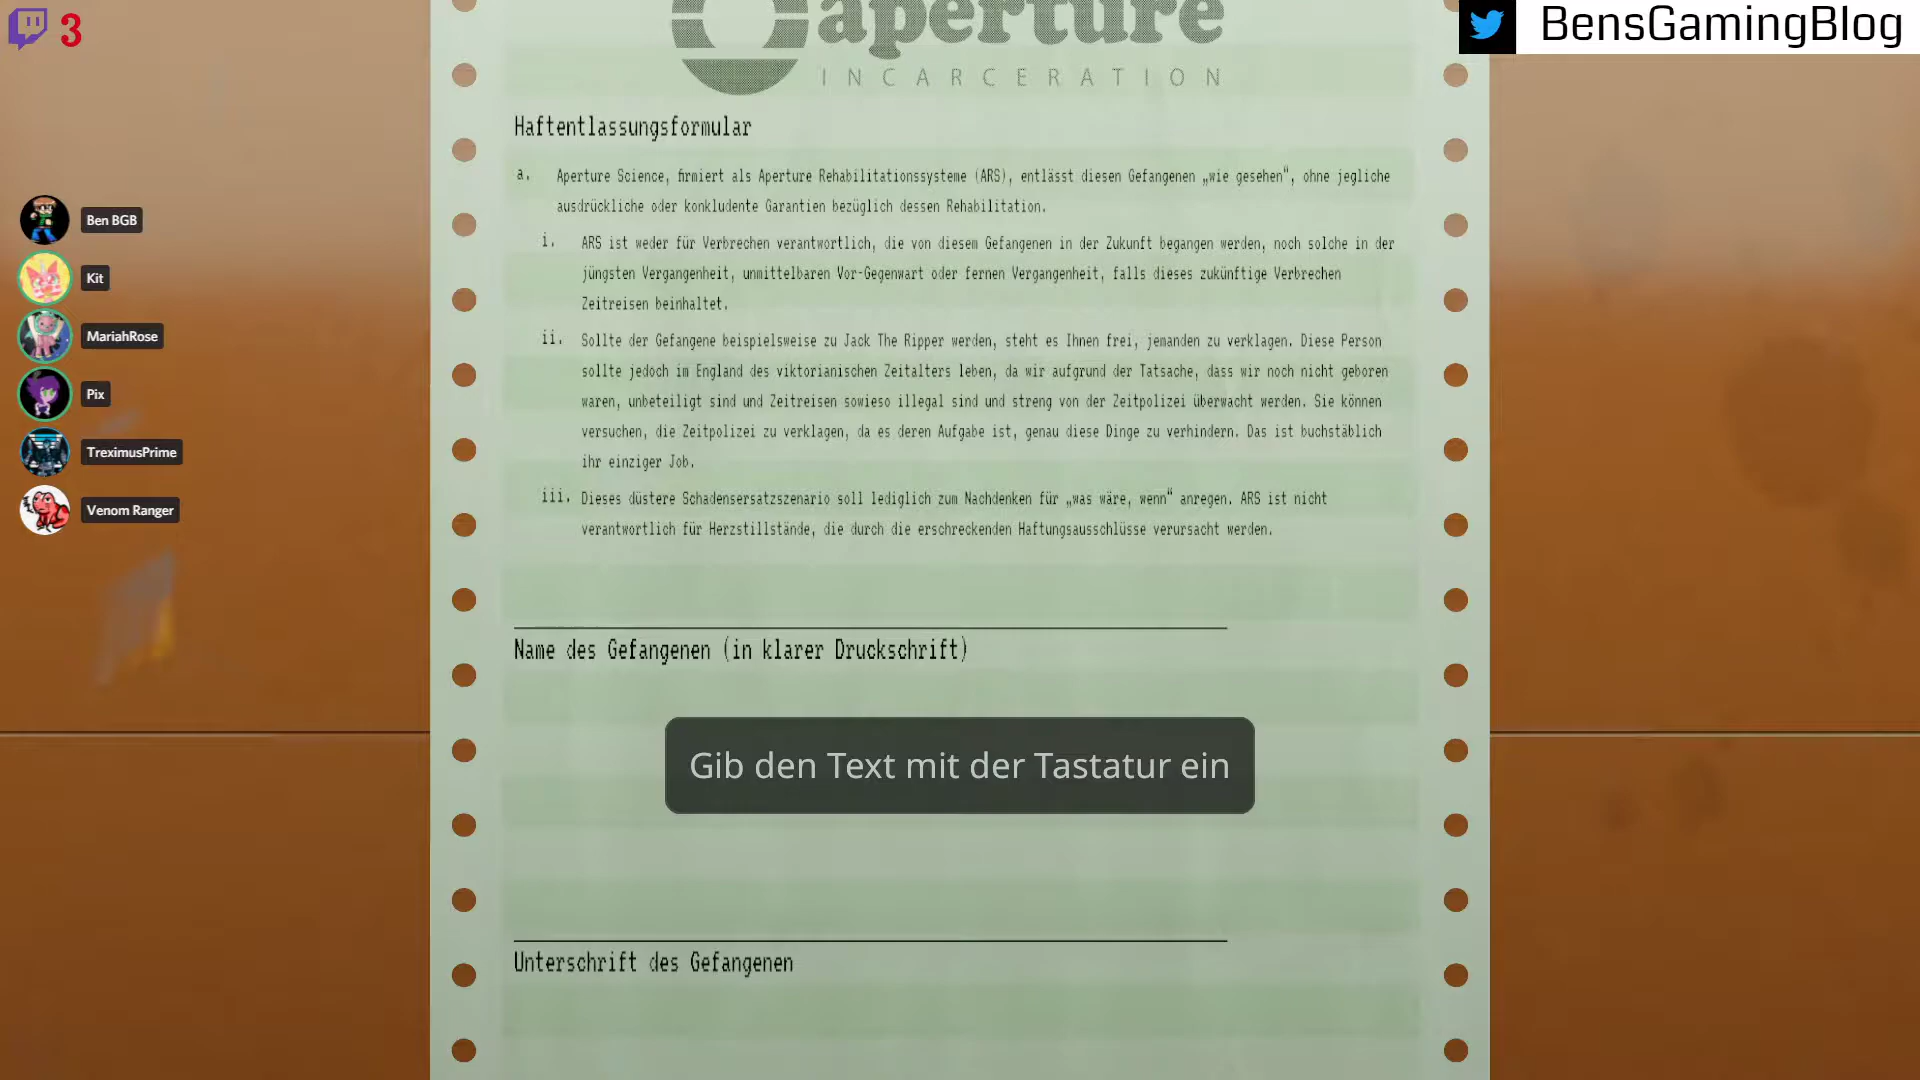 3
BensGamingBlog
aperture
INCARCERATION
Haftentlassungsformular
a. Aperture Science, firmiert als Aperture Rehabilitationssysteme (ARS), entlässt diesen Gefangenen „wie gesehen“, ohne jegliche
ausdrückliche oder konkludente Garantien bezüglich dessen Rehabilitation.
i. ARS ist weder für Verbrechen verantwortlich, die von diesem Gefangenen in der Zukunft begangen werden, noch solche in der
jüngsten Vergangenheit, unmittelbaren Vor-Gegenwart oder fernen Vergangenheit, falls dieses zukünftige Verbrechen
Zeitreisen beinhaltet.
ii. Sollte der Gefangene beispielsweise zu Jack The Ripper werden, steht es Ihnen frei, jemanden zu verklagen. Diese Person
sollte jedoch im England des viktorianischen Zeitalters leben, da wir aufgrund der Tatsache, dass wir noch nicht geboren
waren, unbeteiligt sind und Zeitreisen sowieso illegal sind und streng von der Zeitpolizei überwacht werden. Sie können
versuchen, die Zeitpolizei zu verklagen, da es deren Aufgabe ist, genau diese Dinge zu verhindern. Das ist buchstäblich
ihr einziger Job.
iii. Dieses düstere Schadensersatzszenario soll lediglich zum Nachdenken für „was wäre, wenn“ anregen. ARS ist nicht
verantwortlich für Herzstillstände, die durch die erschreckenden Haftungsausschlüsse verursacht werden.
Name des Gefangenen (in klarer Druckschrift)
Gib den Text mit der Tastatur ein
Unterschrift des Gefangenen
Ben BGB
Kit
MariahRose
Pix
TreximusPrime
Venom Ranger